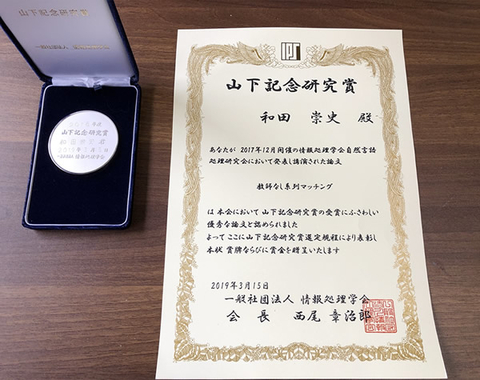 山下記念研究賞
山下記念研究賞
山下記念研究賞
和田 崇史 殿
あなたが 2017年12月開催の情報処理学会自然言語
処理研究会において発表し講演された論文
教師なし系列マッチング
は 本会において 山下記念研究賞の受賞にふさわしい
優秀な論文と認められました
よって ここに山下記念研究賞選定規程により表彰し
本状 賞牌ならびに賞金を贈呈いたします
2019年3月15日
一般社団法人 情報処理学会
会長 西尾 章治郎